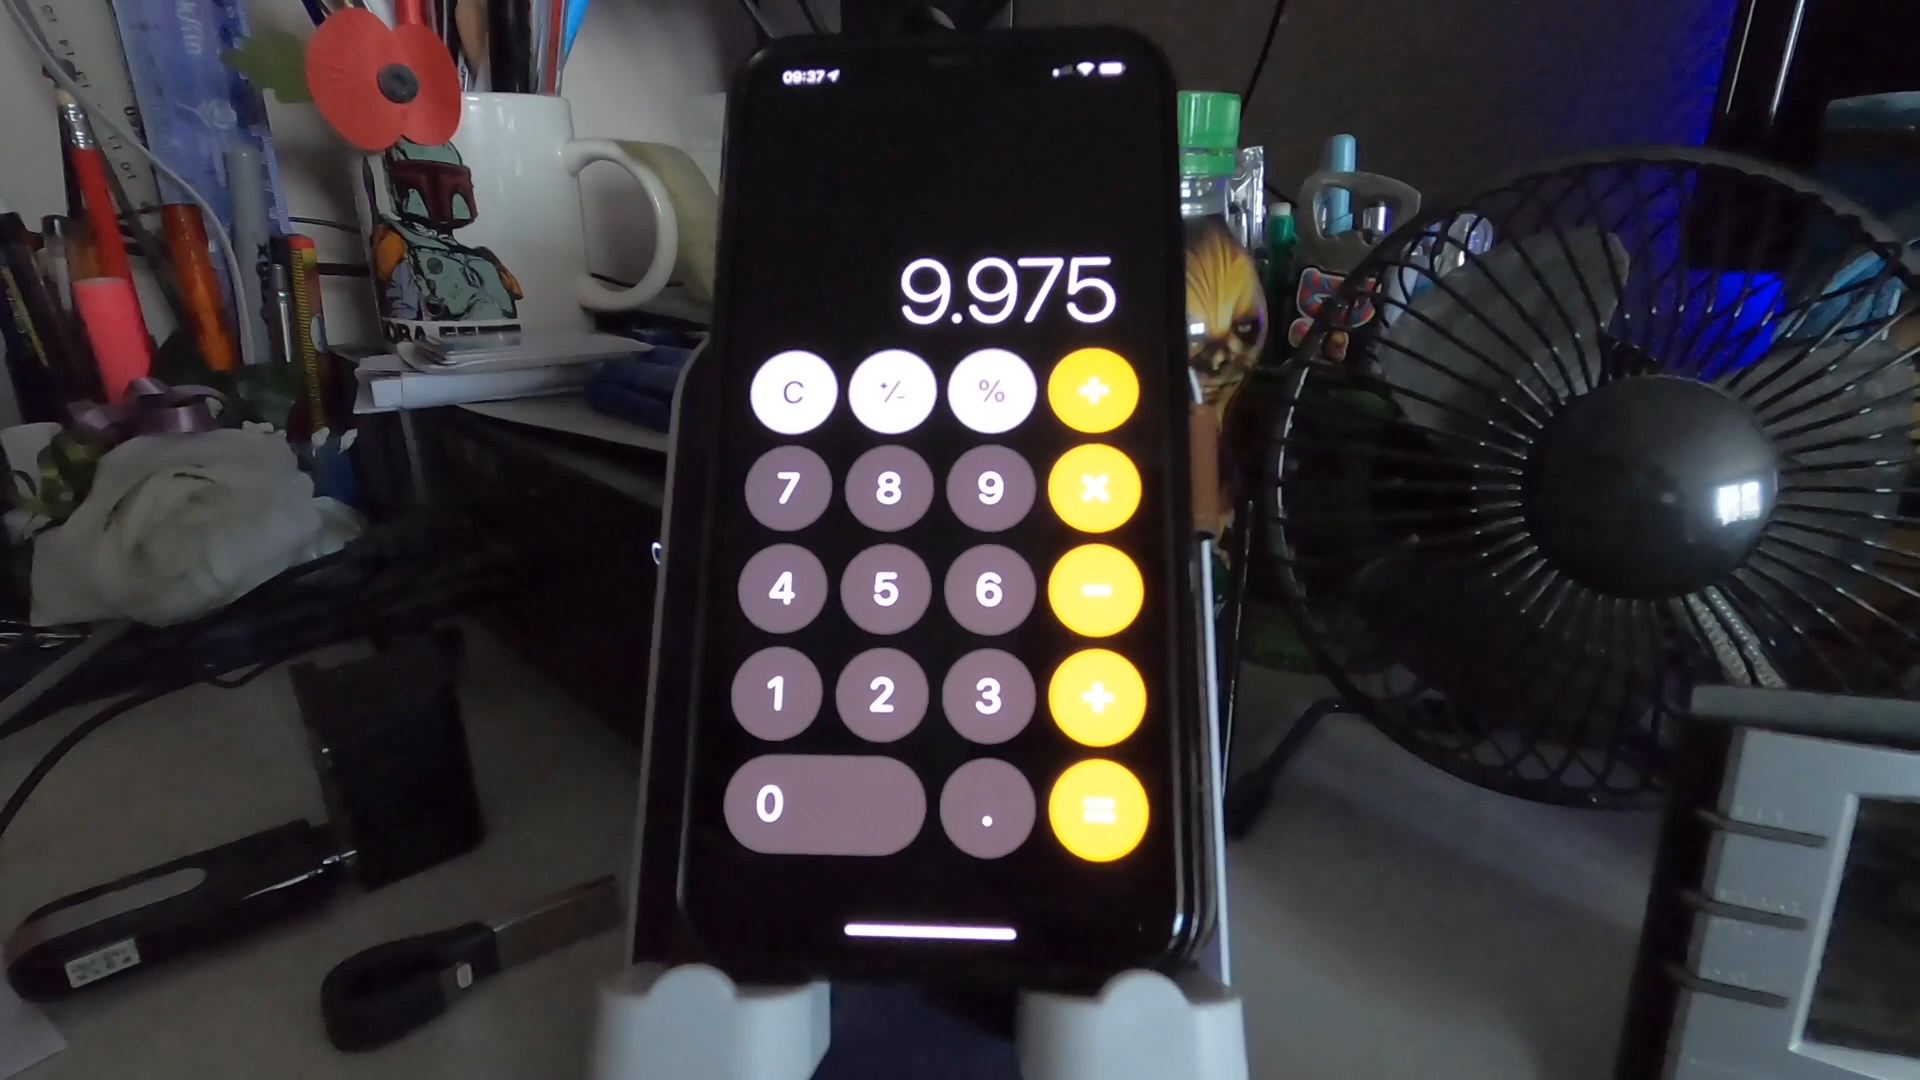 09:37
9.975
C +/- % ÷
7 8 9 ×
4 5 6 −
1 2 3 +
0 . =